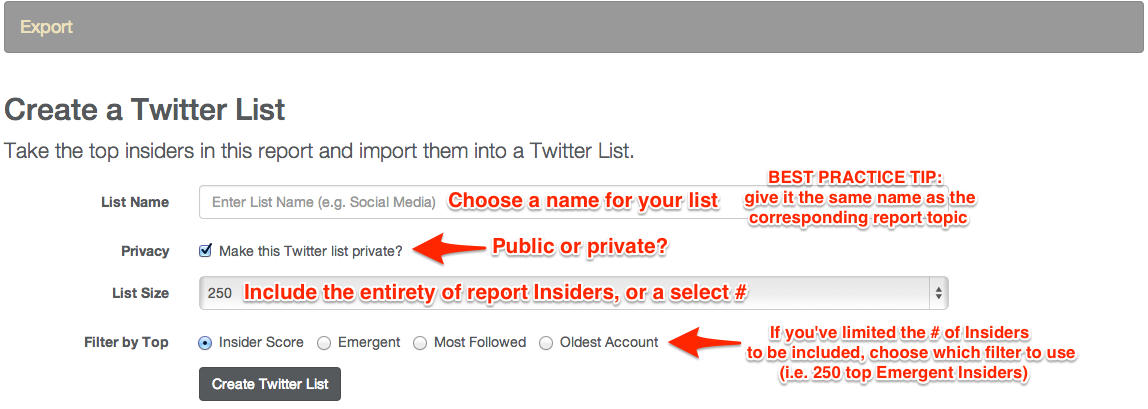 Export
Create a Twitter List
Take the top insiders in this report and import them into a Twitter List.
List Name Enter List Name (e.g. Social Media) Choose a name for your list
BEST PRACTICE TIP:
give it the same name as the
corresponding report topic
Privacy Make this Twitter list private? Public or private?
List Size 250 Include the entirety of report Insiders, or a select #
Filter by Top Insider Score Emergent Most Followed Oldest Account
If you've limited the # of Insiders
to be included, choose which filter to use
(i.e. 250 top Emergent Insiders)
Create Twitter List